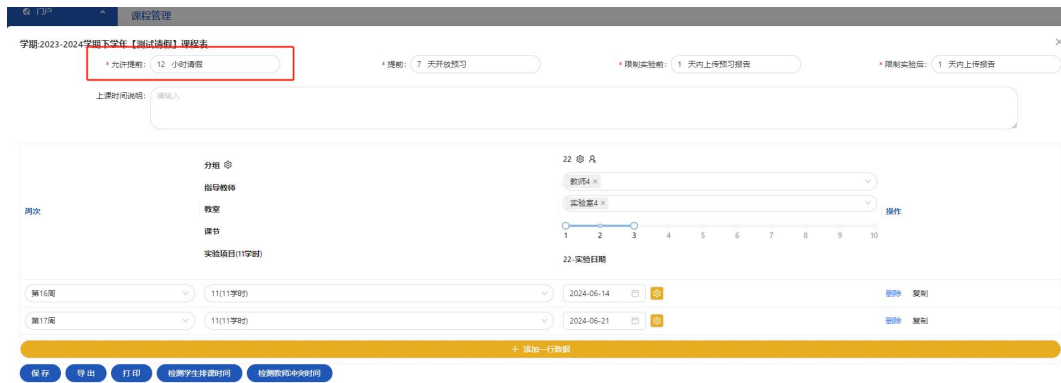 门户
课程管理
学期:2023-2024学期下学年【测试请假】课程表
* 允许提前: 12 小时请假
* 提前: 7 天开放预习
* 限制实验前: 1 天内上传预习报告
* 限制实验后: 1 天内上传报告
上课时间说明: 请输入
周次
分组
指导教师
教室
课节
实验项目(11学时)
22
教师4 ×
实验室4 ×
1 2 3 4 5 6 7 8 9 10
22-实验日期
操作
第16周 11(11学时) 2024-06-14 删除 复制
第17周 11(11学时) 2024-06-21 删除 复制
+ 添加一行数据
保存 导出 打印 检测学生排课时间 检测教师冲突时间